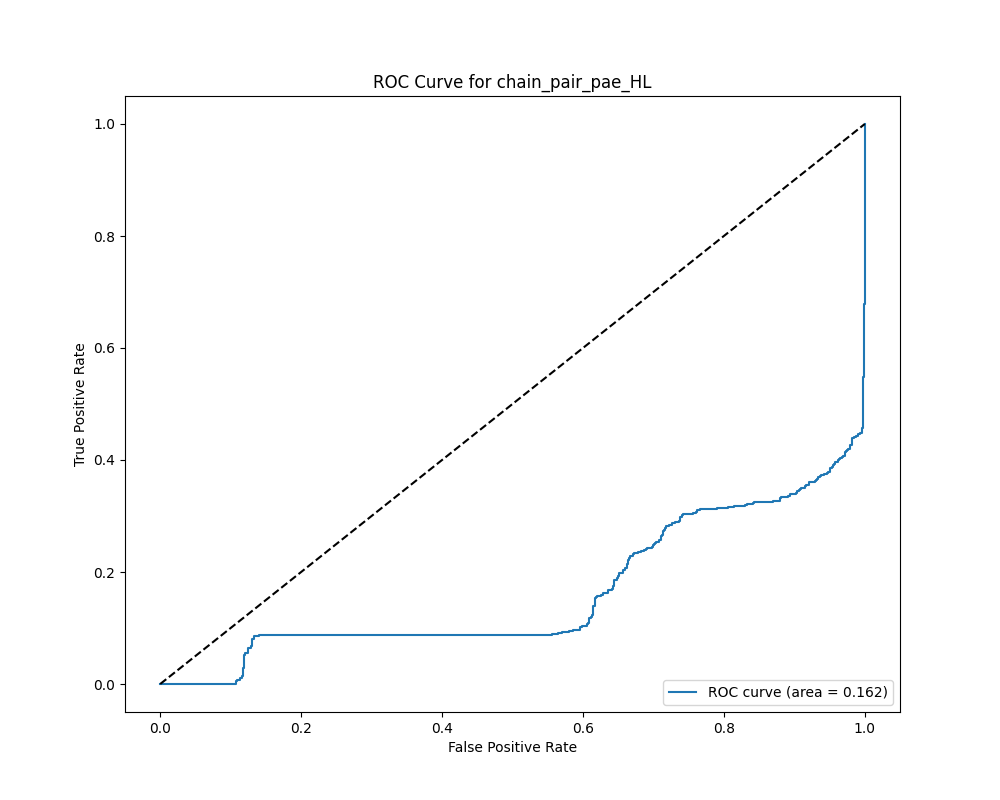 ROC Curve for chain_pair_pae_HL
True Positive Rate
1.0
0.8
0.6
0.4
0.2
0.0
ROC curve (area = 0.162)
0.0 0.2 0.4 0.6 0.8 1.0
False Positive Rate